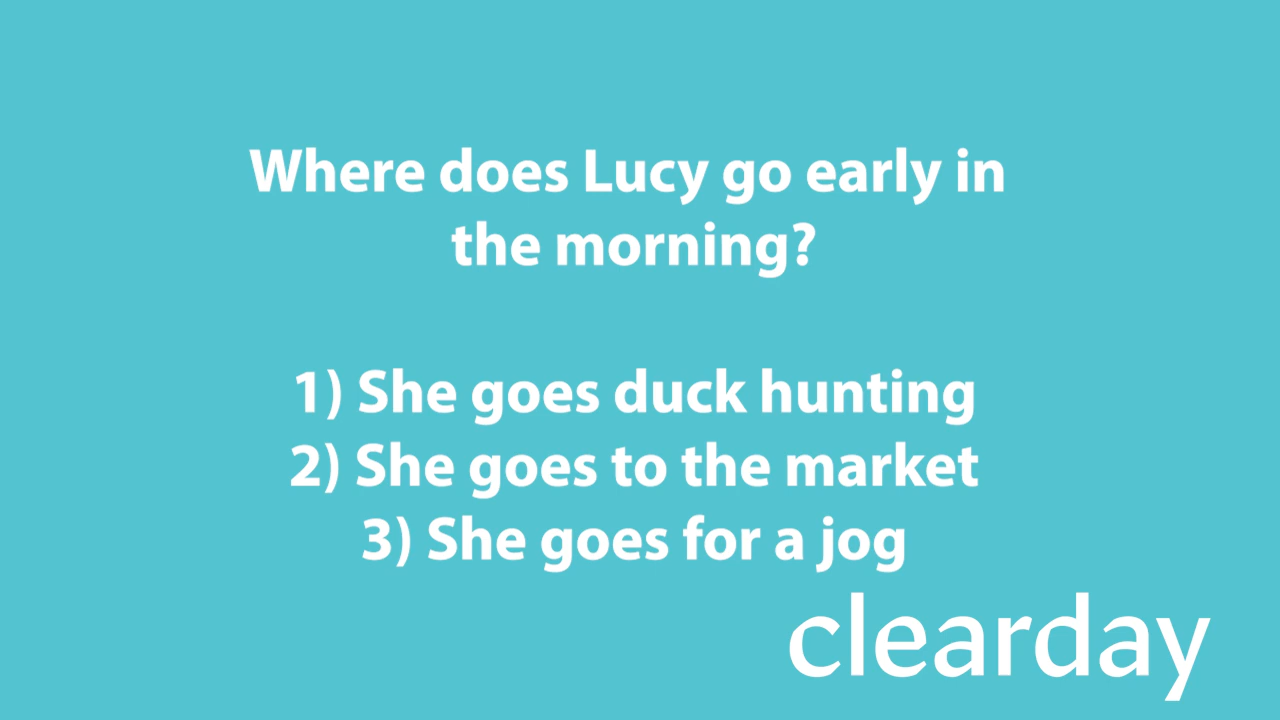 Where does Lucy go early in
the morning?
1) She goes duck hunting
2) She goes to the market
3) She goes for a jog
clearday